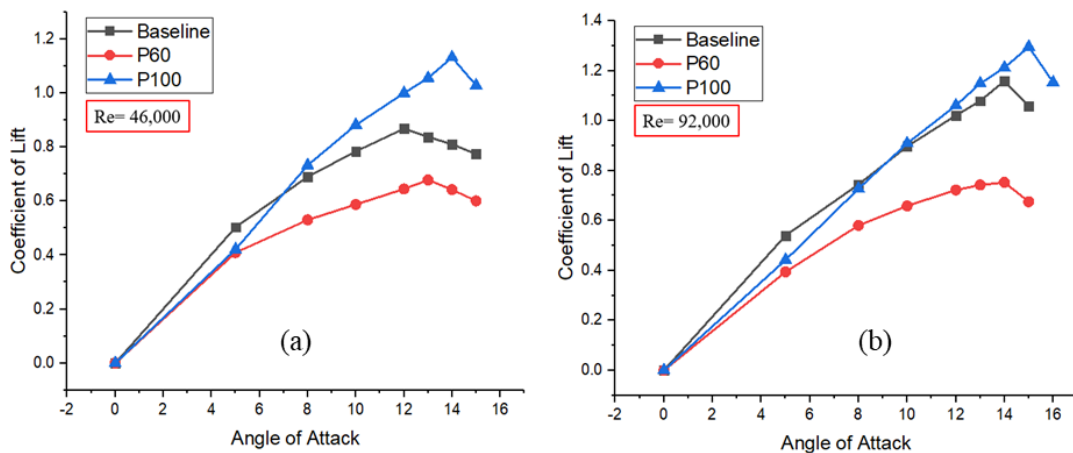 Baseline
P60
P100
Re= 46,000
1.2
1.0
0.8
0.6
0.4
0.2
0.0
Coefficient of Lift
(a)
-2 0 2 4 6 8 10 12 14 16
Angle of Attack
Baseline
P60
P100
Re= 92,000
1.4
1.2
1.0
0.8
0.6
0.4
0.2
0.0
Coefficient of Lift
(b)
-2 0 2 4 6 8 10 12 14 16
Angle of Attack